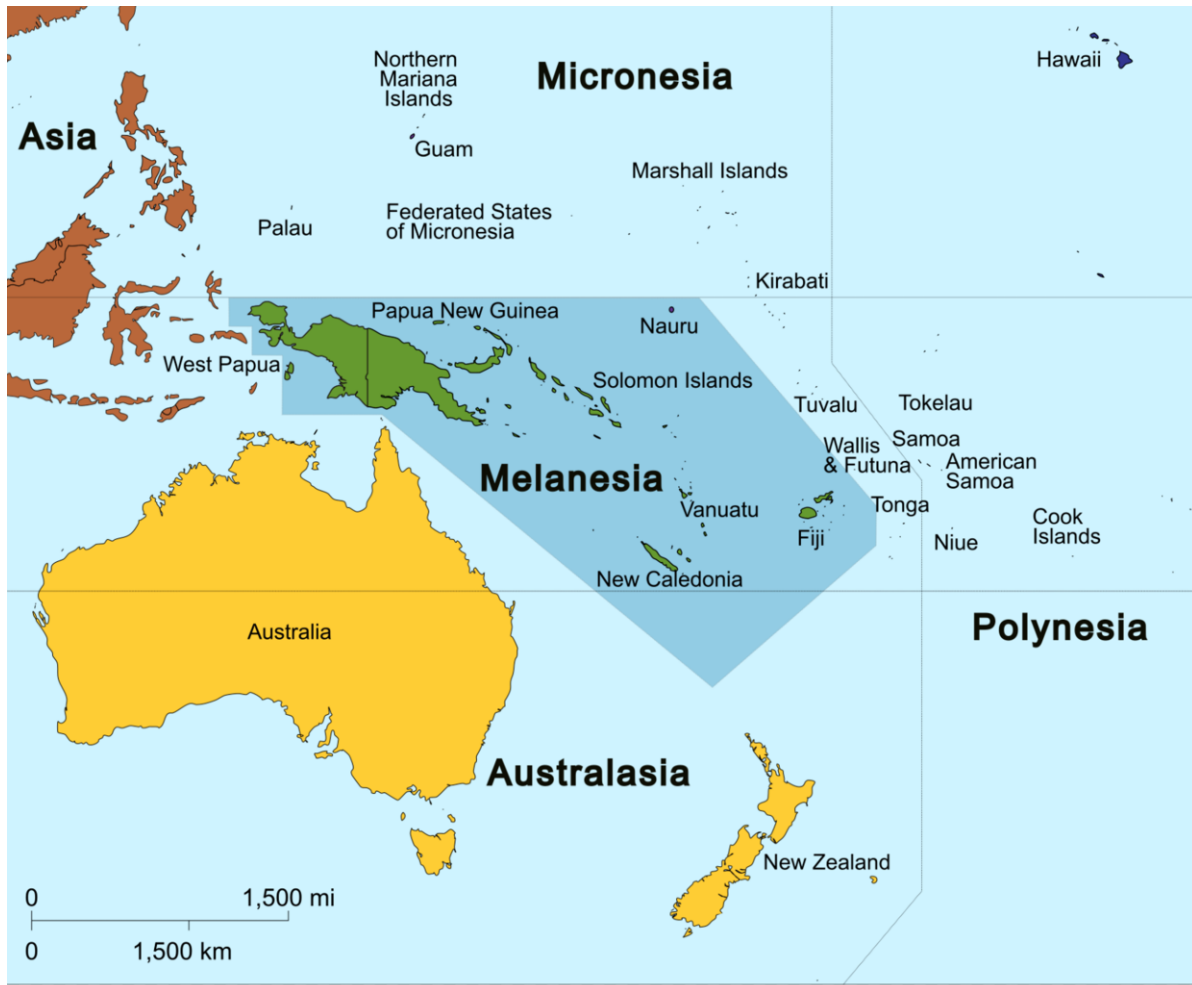 Northern
Mariana
Islands
Micronesia
Hawaii
Asia
Guam
Marshall Islands
Palau
Federated States
of Micronesia
Kirabati
Papua New Guinea
Nauru
West Papua
Solomon Islands
Tuvalu
Tokelau
Wallis
& Futuna
Samoa
American
Samoa
Melanesia
Vanuatu
Tonga
Fiji
Niue
Cook
Islands
New Caledonia
Australia
Polynesia
Australasia
New Zealand
0
1,500 mi
0
1,500 km